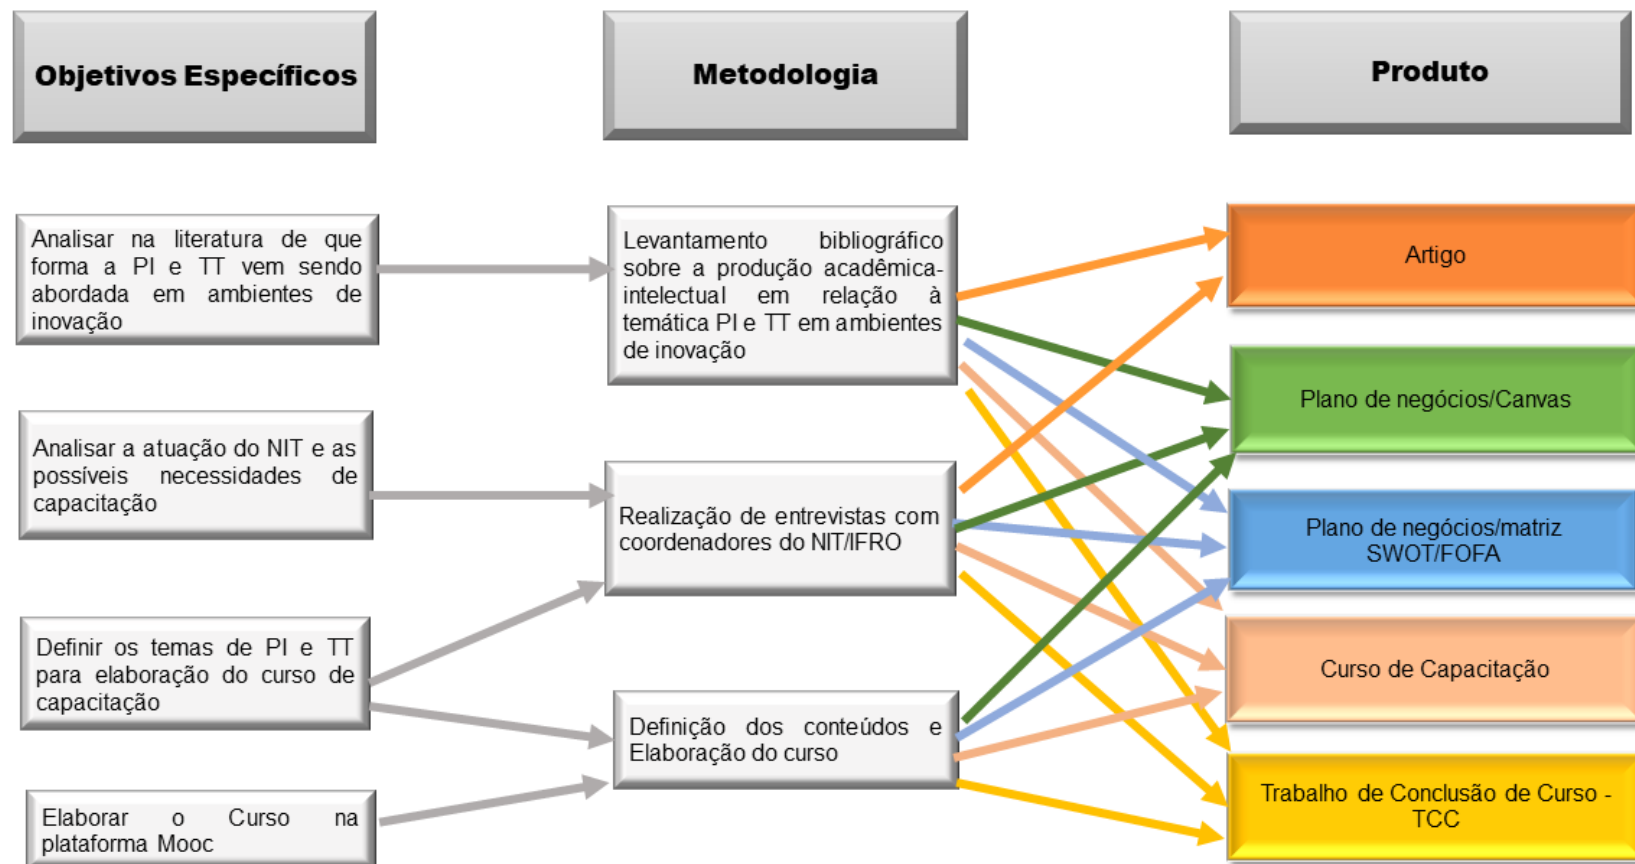 Objetivos Específicos
Metodologia
Produto
Analisar na literatura de que
forma a PI e TT vem sendo
abordada em ambientes de
inovação
Levantamento bibliográfico
sobre a produção acadêmica-
intelectual em relação à
temática PI e TT em ambientes
de inovação
Artigo
Analisar a atuação do NIT e as
possíveis necessidades de
capacitação
Realização de entrevistas com
coordenadores do NIT/IFRO
Plano de negócios/Canvas
Plano de negócios/matriz
SWOT/FOFA
Definir os temas de PI e TT
para elaboração do curso de
capacitação
Definição dos conteúdos e
Elaboração do curso
Curso de Capacitação
Elaborar o Curso na
plataforma Mooc
Trabalho de Conclusão de Curso -
TCC